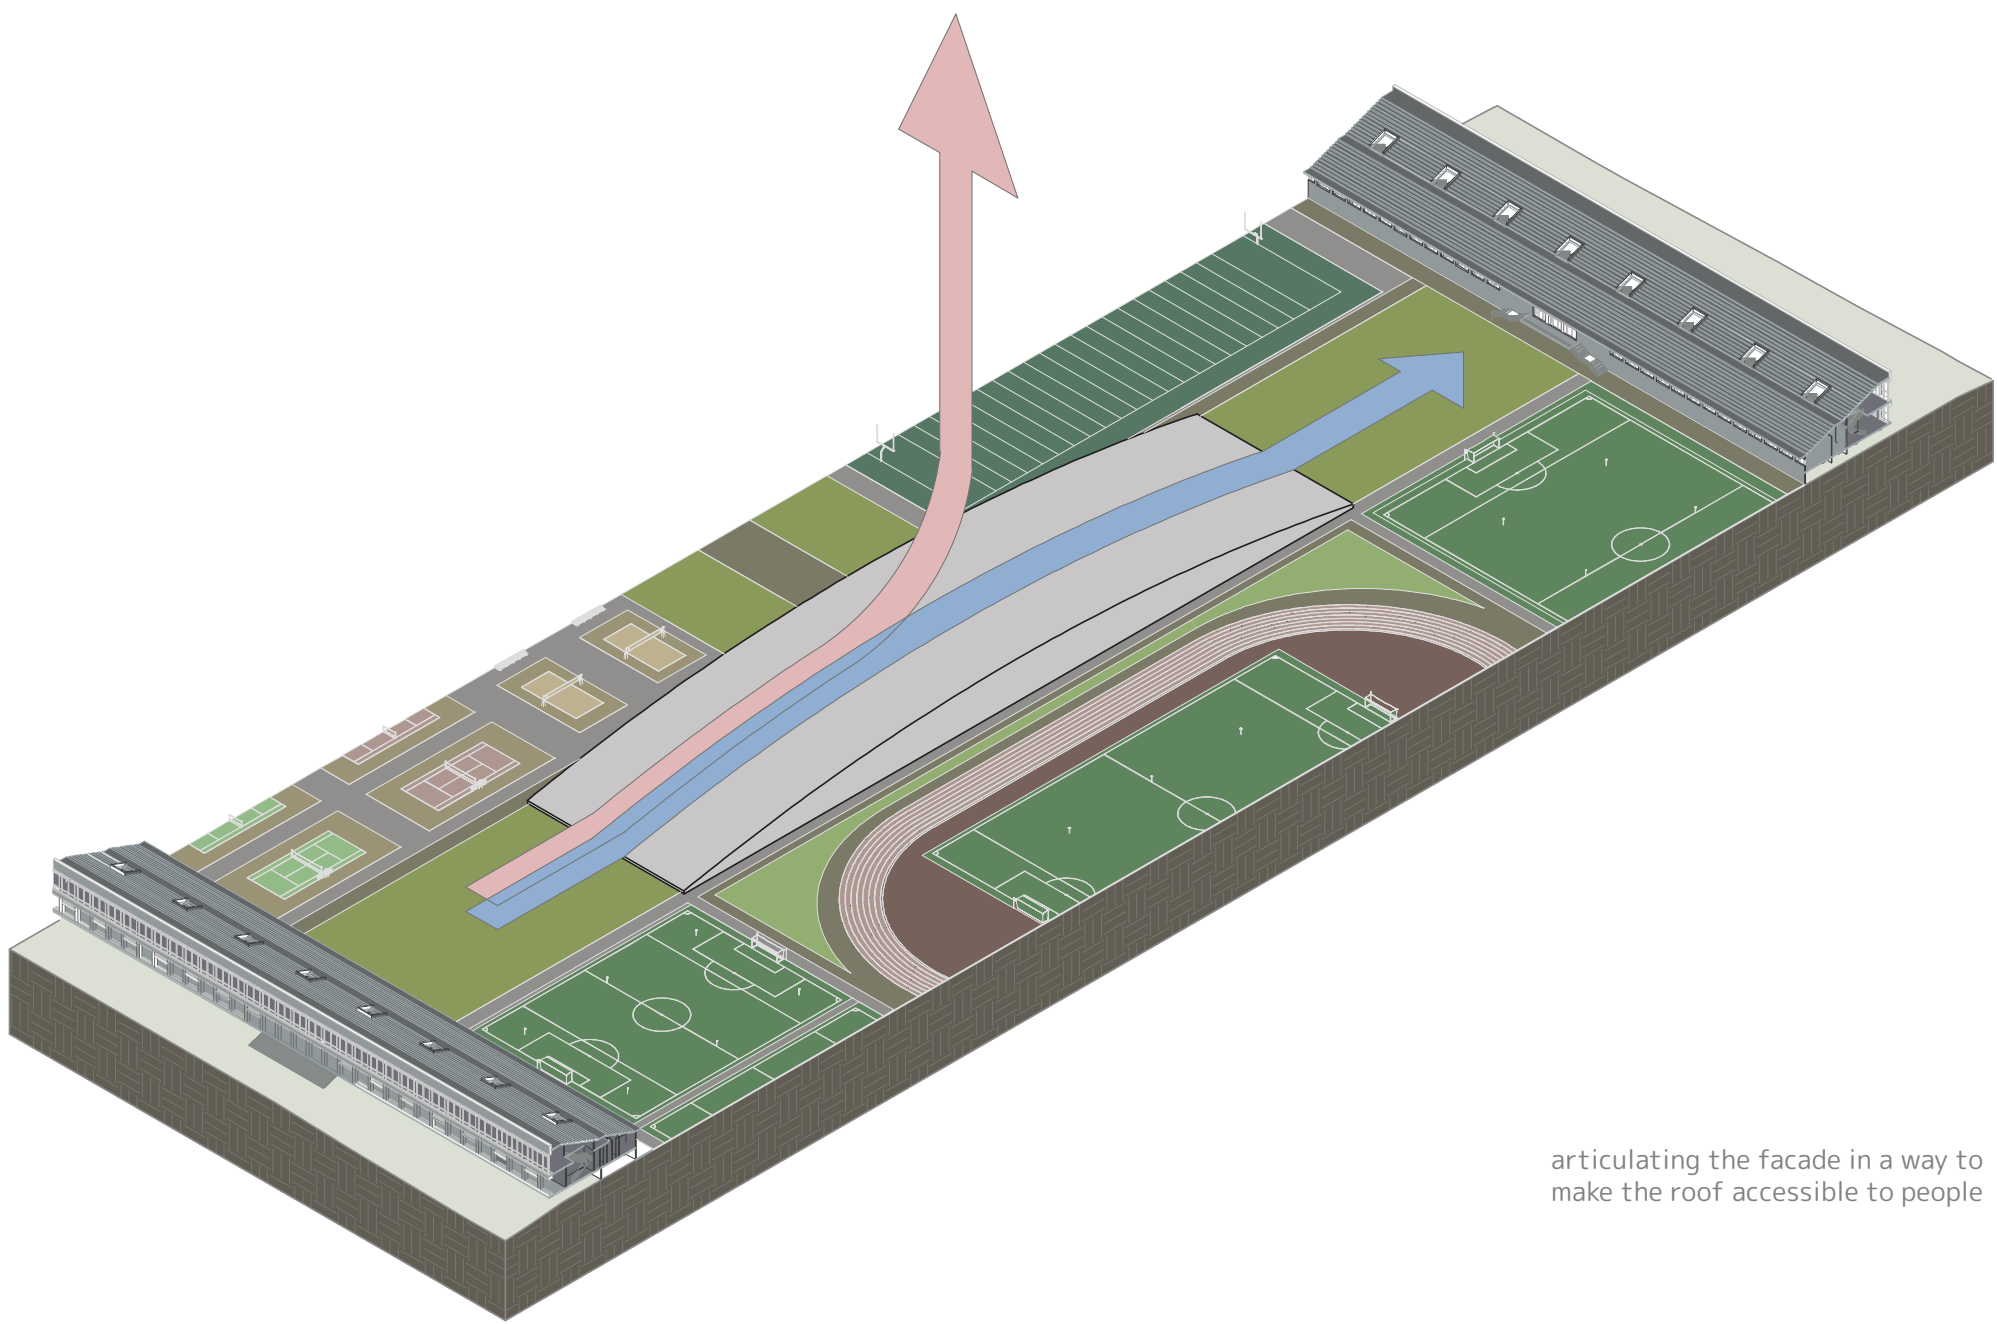 articulating the facade in a way to
make the roof accessible to people